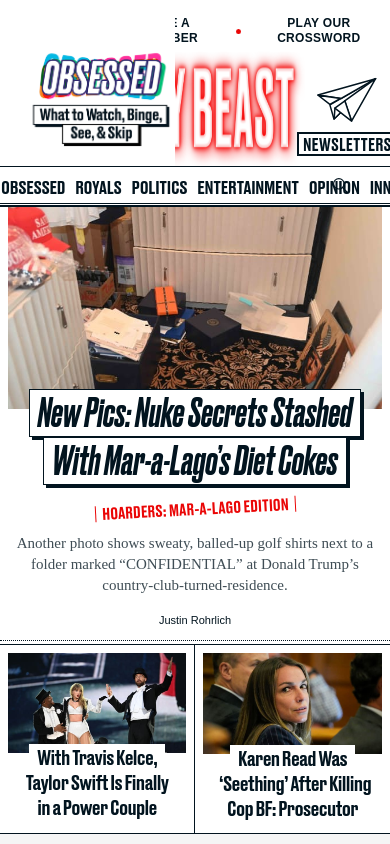 E A
BER
PLAY OUR
CROSSWORD
OBSESSED
What to Watch, Binge,
See, & Skip
Y BEAST
NEWSLETTERS
OBSESSED ROYALS POLITICS ENTERTAINMENT OPINION INN
New Pics: Nuke Secrets Stashed
With Mar-a-Lago’s Diet Cokes
HOARDERS: MAR-A-LAGO EDITION
Another photo shows sweaty, balled-up golf shirts next to a
folder marked “CONFIDENTIAL” at Donald Trump’s
country-club-turned-residence.
Justin Rohrlich
With Travis Kelce,
Taylor Swift Is Finally
in a Power Couple
Karen Read Was
‘Seething’ After Killing
Cop BF: Prosecutor